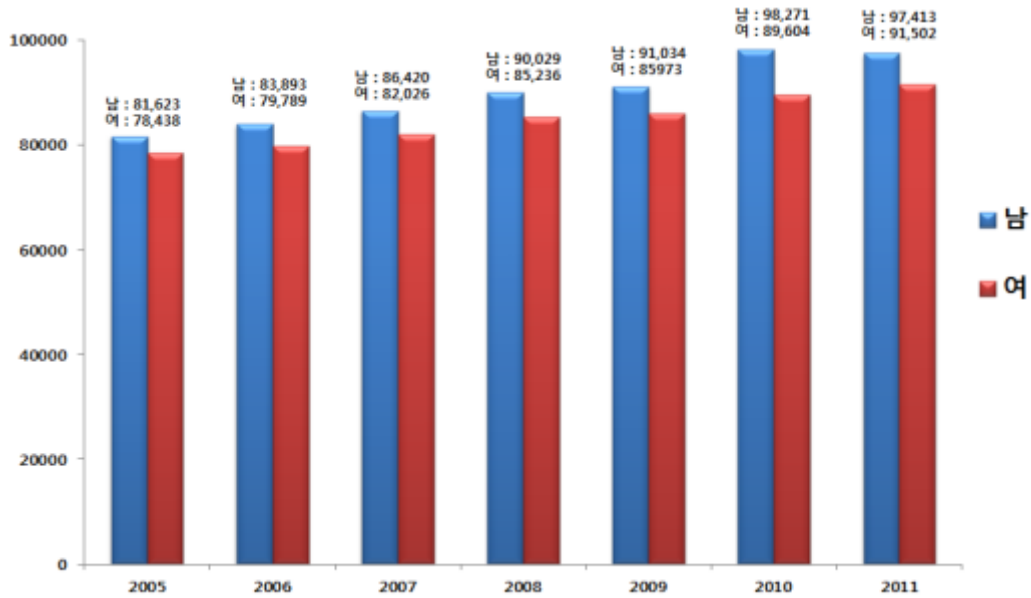 남 : 98,271
여 : 89,604
남 : 97,413
여 : 91,502
남 : 90,029
여 : 85,236
남 : 91,034
여 : 85973
남 : 86,420
여 : 82,026
남 : 83,893
여 : 79,789
남 : 81,623
여 : 78,438
100000
80000
60000
40000
20000
0
남
여
2005
2006
2007
2008
2009
2010
2011